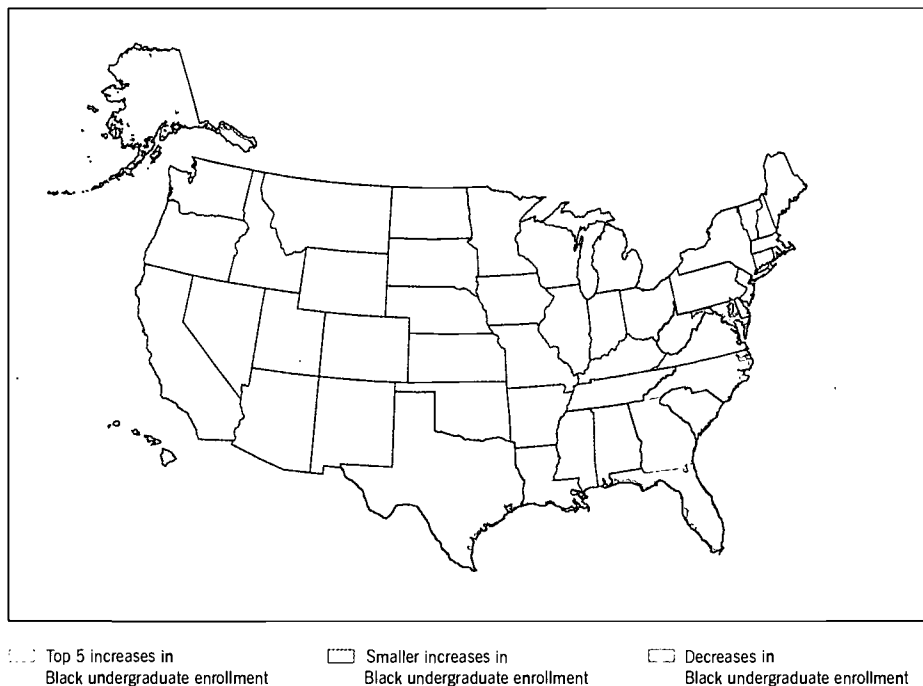 Top 5 increases in
Black undergraduate enrollment
Smaller increases in
Black undergraduate enrollment
Decreases in
Black undergraduate enrollment